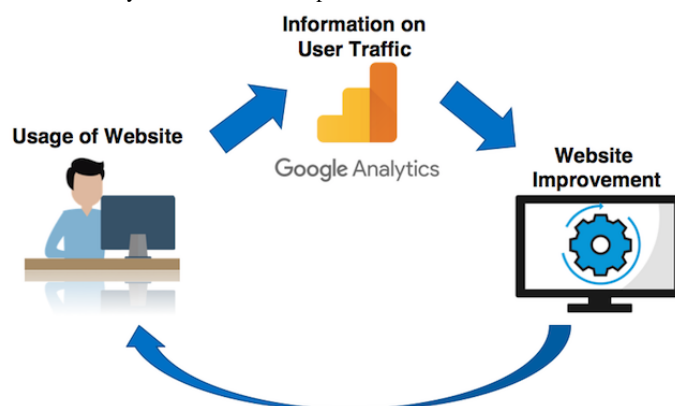 Information on
User Traffic
Usage of Website
Google Analytics
Website
Improvement